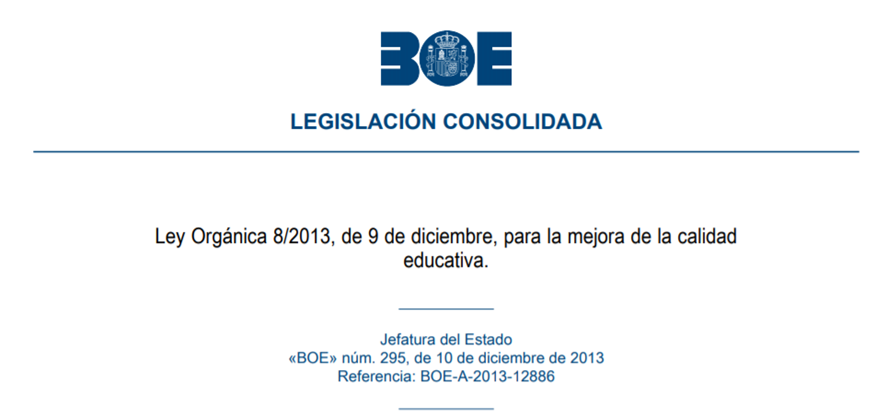 BOE
LEGISLACIÓN CONSOLIDADA
Ley Orgánica 8/2013, de 9 de diciembre, para la mejora de la calidad
educativa.
Jefatura del Estado
«BOE» núm. 295, de 10 de diciembre de 2013
Referencia: BOE-A-2013-12886